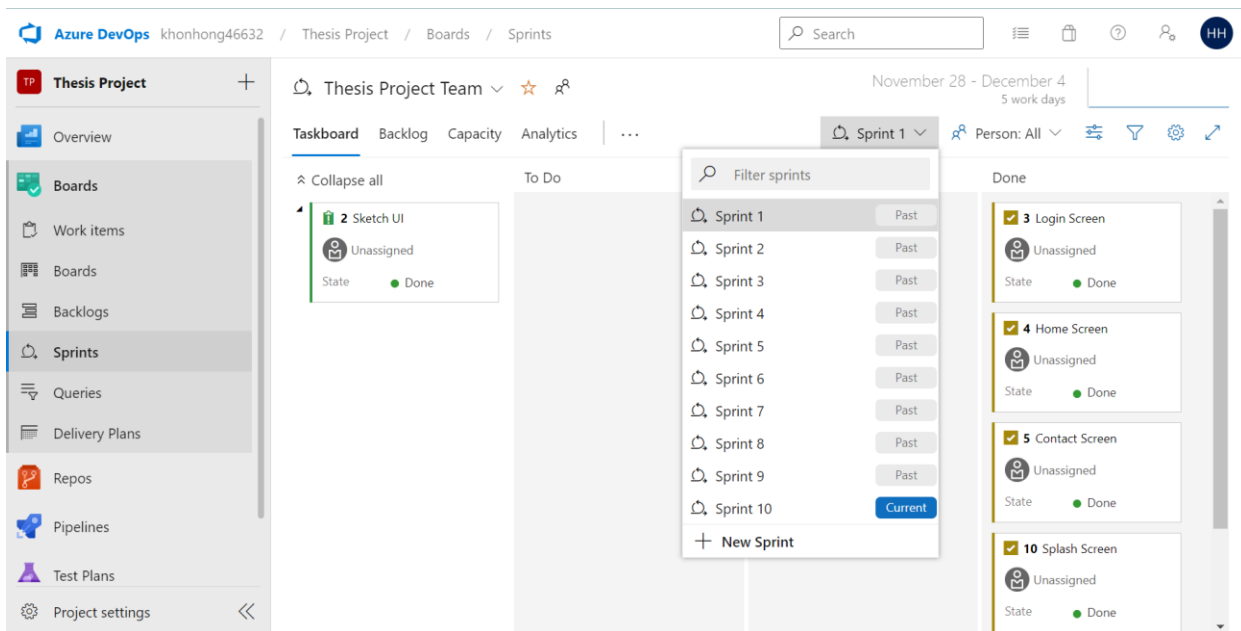 Azure DevOps khonhong46632 / Thesis Project / Boards / Sprints
Search
HH
TP Thesis Project
Overview
Boards
Work items
Boards
Backlogs
Sprints
Queries
Delivery Plans
Repos
Pipelines
Test Plans
Project settings
Thesis Project Team
November 28 - December 4
5 work days
Taskboard Backlog Capacity Analytics ...
Sprint 1 Person: All
Collapse all
To Do
Done
2 Sketch UI
Unassigned
State Done
Filter sprints
Sprint 1 Past
Sprint 2 Past
Sprint 3 Past
Sprint 4 Past
Sprint 5 Past
Sprint 6 Past
Sprint 7 Past
Sprint 8 Past
Sprint 9 Past
Sprint 10 Current
+ New Sprint
3 Login Screen
Unassigned
State Done
4 Home Screen
Unassigned
State Done
5 Contact Screen
Unassigned
State Done
10 Splash Screen
Unassigned
State Done